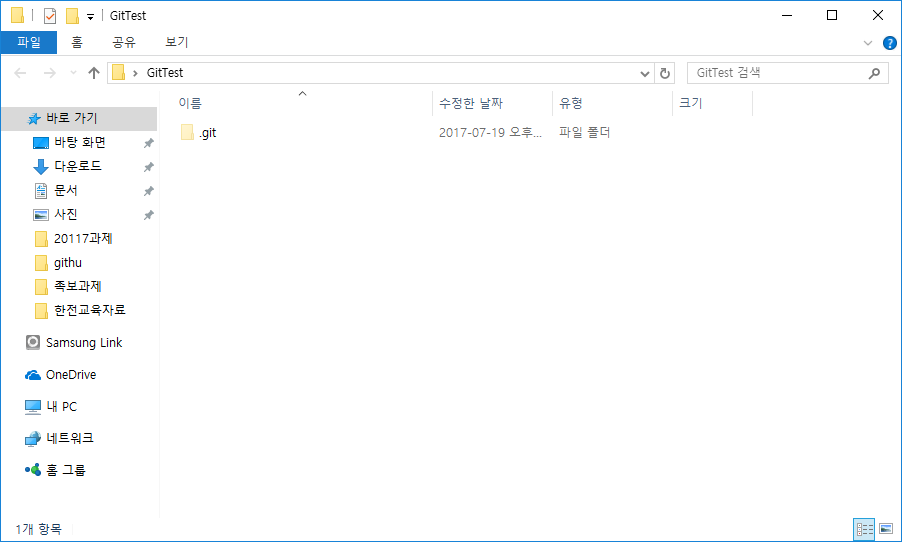 GitTest
파일 홈 공유 보기
GitTest
GitTest 검색
이름 수정한 날짜 유형 크기
.git 2017-07-19 오후... 파일 폴더
바로 가기
바탕 화면
다운로드
문서
사진
20117과제
githu
족보과제
한전교육자료
Samsung Link
OneDrive
내 PC
네트워크
홈 그룹
1개 항목